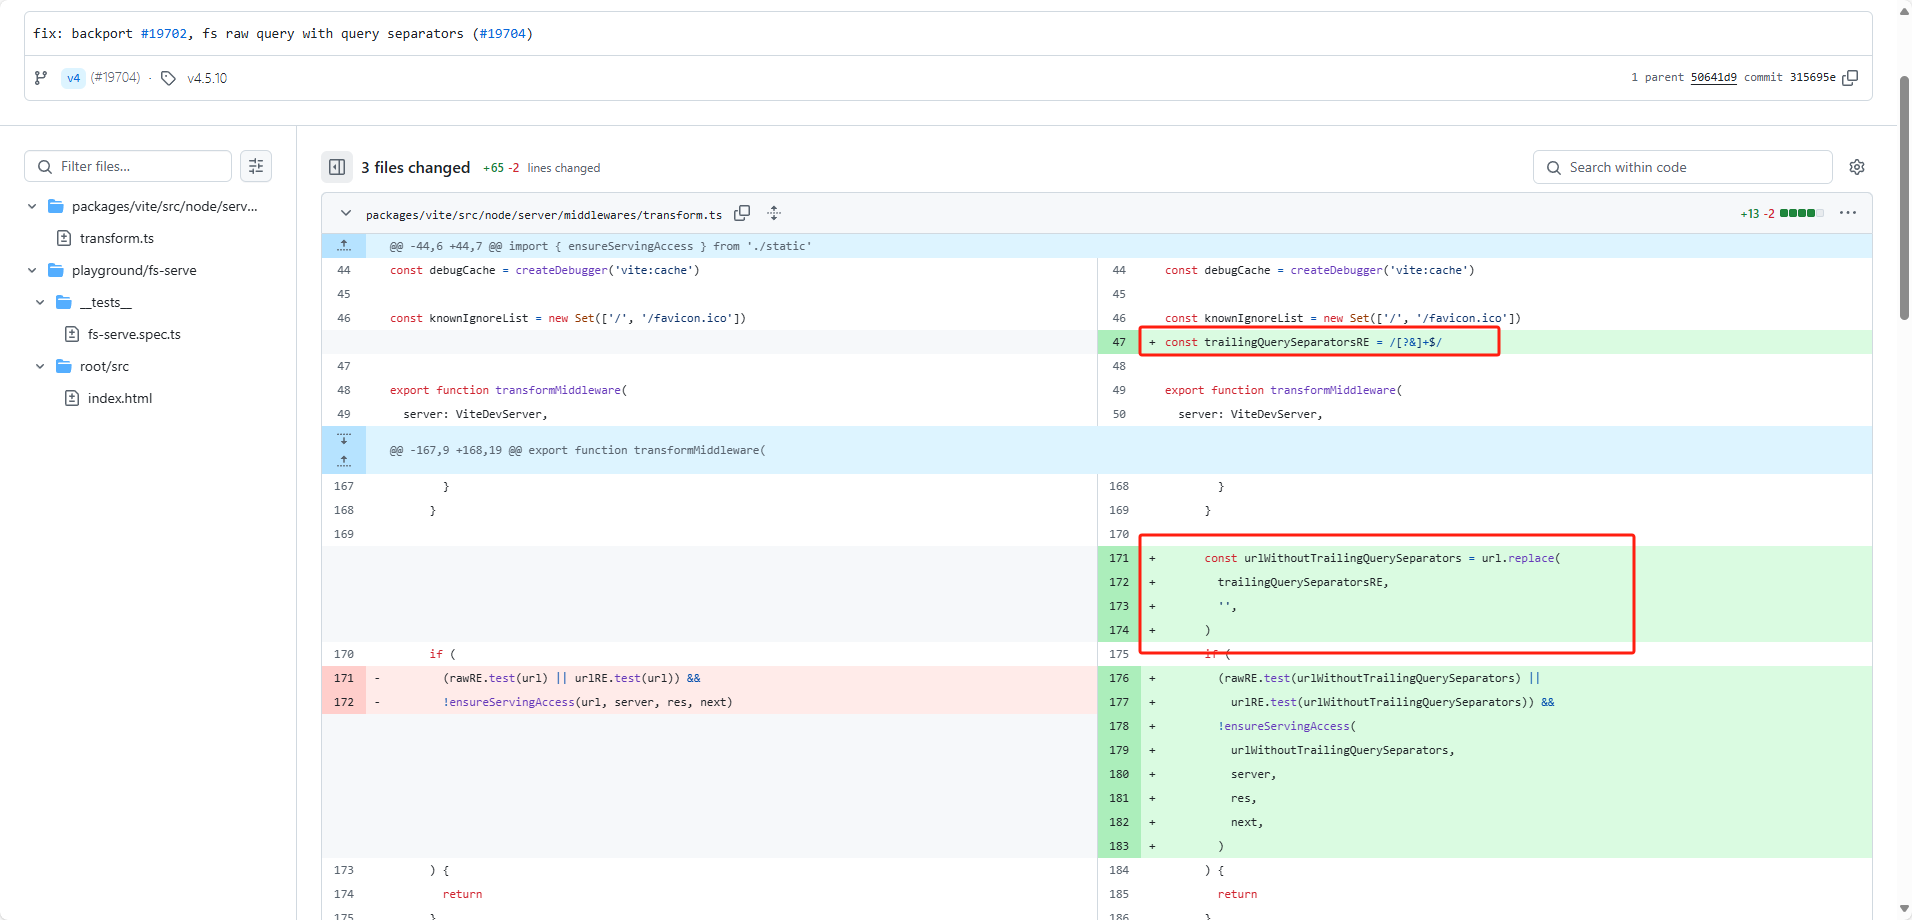 fix: backport #19702, fs raw query with query separators (#19704)
v4 (#19704) · v4.5.10
1 parent 50641d9 commit 315695e
Filter files...
packages/vite/src/node/serv...
transform.ts
playground/fs-serve
__tests__
fs-serve.spec.ts
root/src
index.html
3 files changed +65 -2 lines changed
Search within code
packages/vite/src/node/server/middlewares/transform.ts
+13 -2
@@ -44,6 +44,7 @@ import { ensureServingAccess } from './static'
44 const debugCache = createDebugger('vite:cache')
45
46 const knownIgnoreList = new Set(['/', '/favicon.ico'])
47
48 export function transformMiddleware(
49 server: ViteDevServer,
44 const debugCache = createDebugger('vite:cache')
45
46 const knownIgnoreList = new Set(['/', '/favicon.ico'])
47 + const trailingQuerySeparatorsRE = /[?&]+$/
48
49 export function transformMiddleware(
50 server: ViteDevServer,
@@ -167,9 +168,19 @@ export function transformMiddleware(
167 }
168 }
169
170 if (
171 - (rawRE.test(url) || urlRE.test(url)) &&
172 - !ensureServingAccess(url, server, res, next)
173 ) {
174 return
175 }
168 }
169 }
170
171 + const urlWithoutTrailingQuerySeparators = url.replace(
172 + trailingQuerySeparatorsRE,
173 + '',
174 + )
175 if (
176 + (rawRE.test(urlWithoutTrailingQuerySeparators) ||
177 + urlRE.test(urlWithoutTrailingQuerySeparators)) &&
178 + !ensureServingAccess(
179 + urlWithoutTrailingQuerySeparators,
180 + server,
181 + res,
182 + next,
183 + )
184 ) {
185 return
186 }